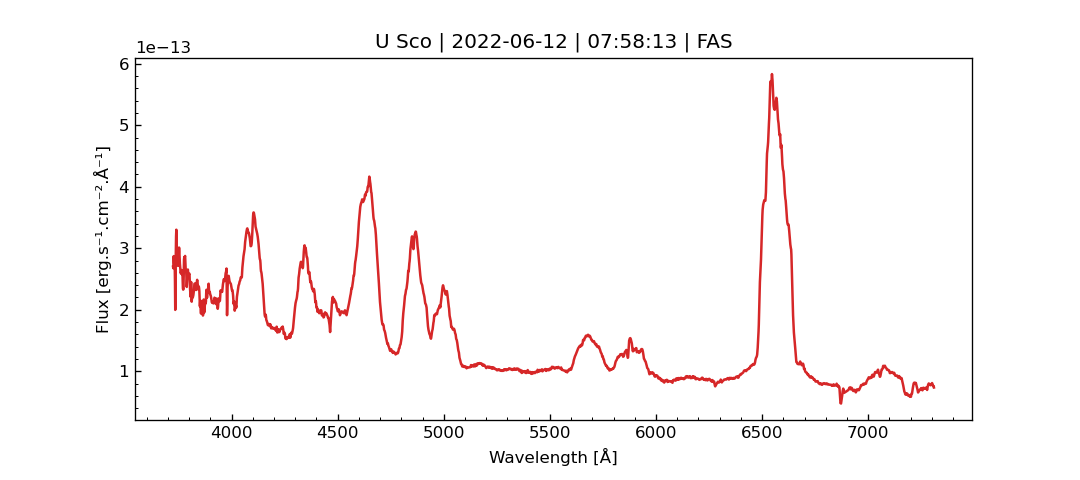 U Sco | 2022-06-12 | 07:58:13 | FAS
1e−13
6
5
4
3
2
1
Flux [erg.s⁻¹.cm⁻².Å⁻¹]
4000 4500 5000 5500 6000 6500 7000
Wavelength [Å]